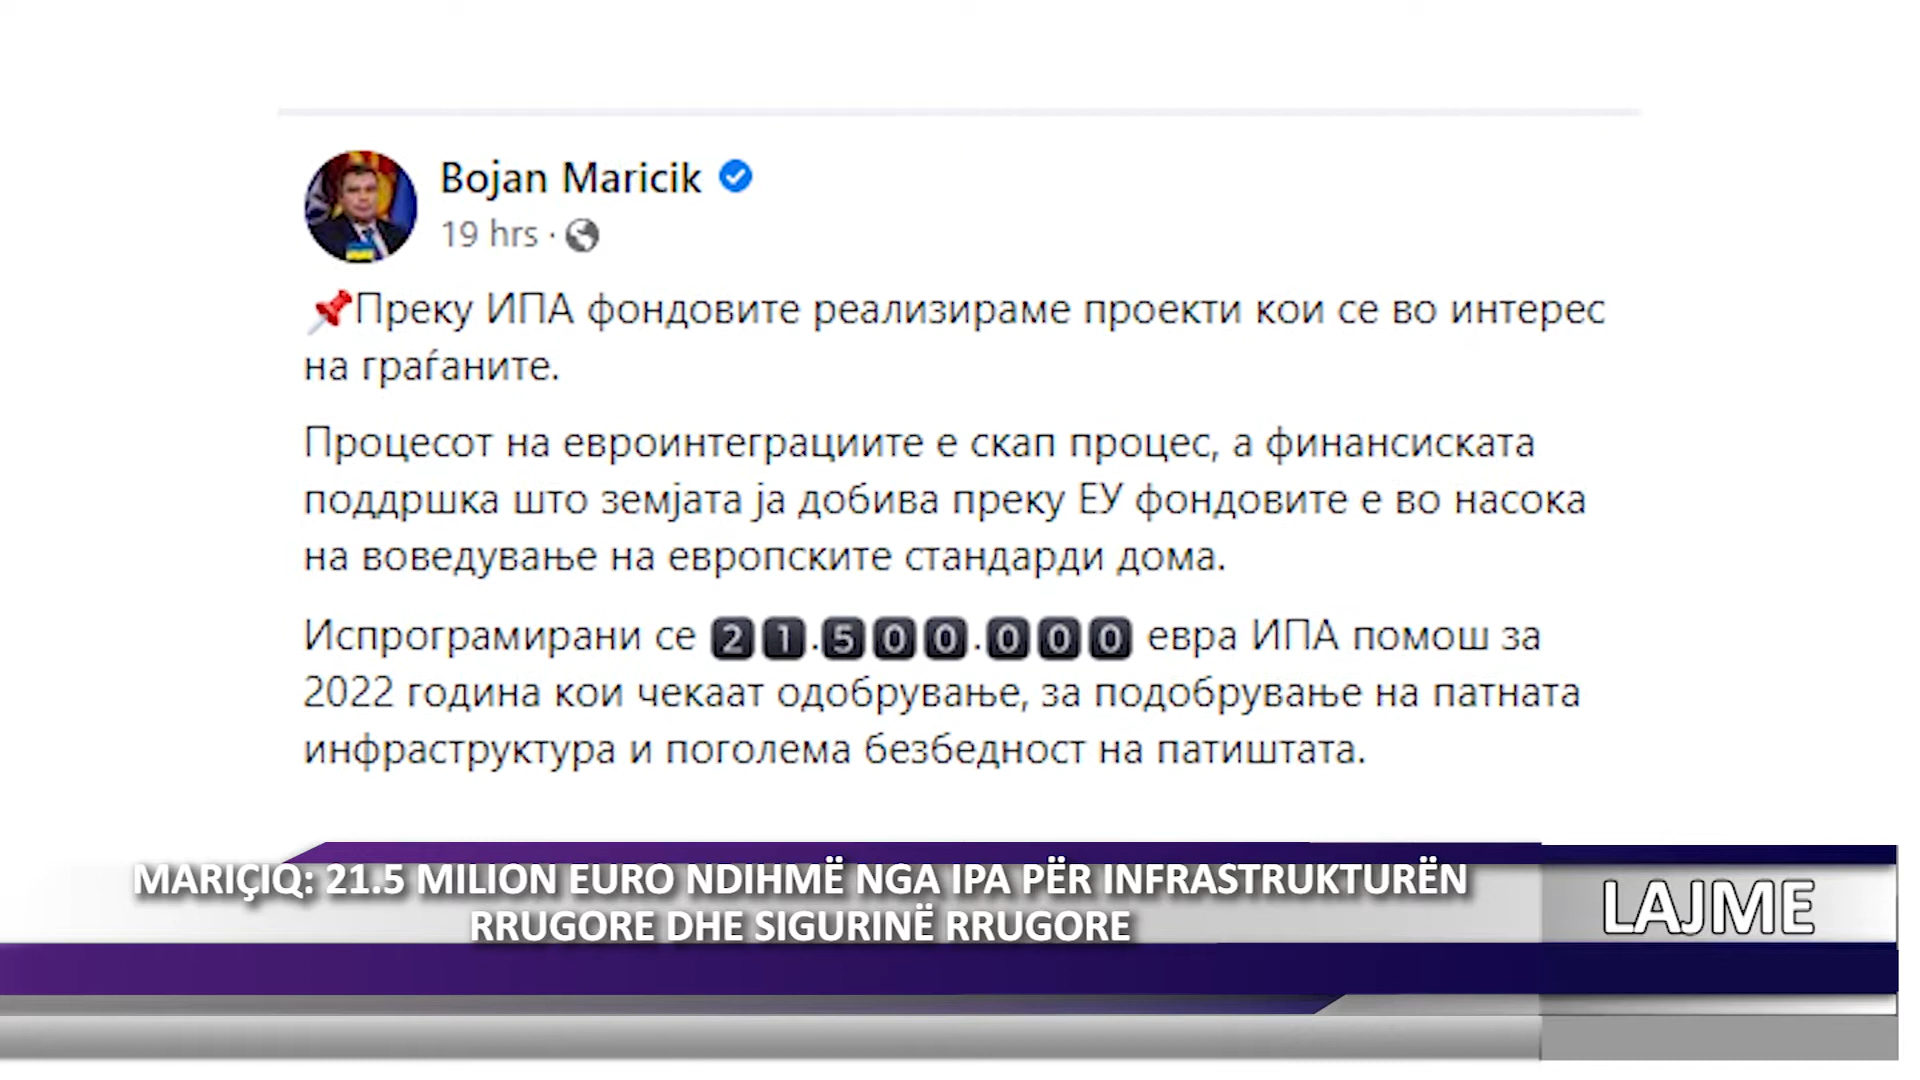 Bojan Maricik
19 hrs ·
📌Преку ИПА фондовите реализираме проекти кои се во интерес
на граѓаните.
Процесот на евроинтеграциите е скап процес, а финансиската
поддршка што земјата ја добива преку ЕУ фондовите е во насока
на воведување на европските стандарди дома.
Испрограмирани се 21.500.000 евра ИПА помош за
2022 година кои чекаат одобрување, за подобрување на патната
инфраструктура и поголема безбедност на патиштата.
MARIÇIQ: 21.5 MILION EURO NDIHMË NGA IPA PËR INFRASTRUKTURËN
RRUGORE DHE SIGURINË RRUGORE
LAJME